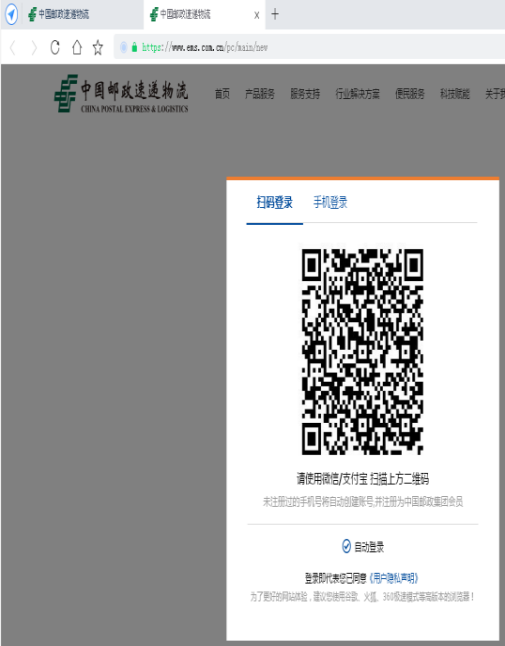 中国邮政速递物流
中国邮政速递物流
https://www.ems.com.cn/pc/main/new
中国邮政速递物流
CHINA POSTAL EXPRESS & LOGISTICS
首页 产品服务 服务支持 行业解决方案 便民服务 科技赋能 关于我
扫码登录 手机登录
请使用微信/支付宝 扫描上方二维码
未注册过的手机号将自动创建账号,并注册为中国邮政集团会员
自动登录
登录即代表您已同意《用户隐私声明》
为了更好的网站体验，建议您使用谷歌、火狐、360极速模式等高版本的浏览器！